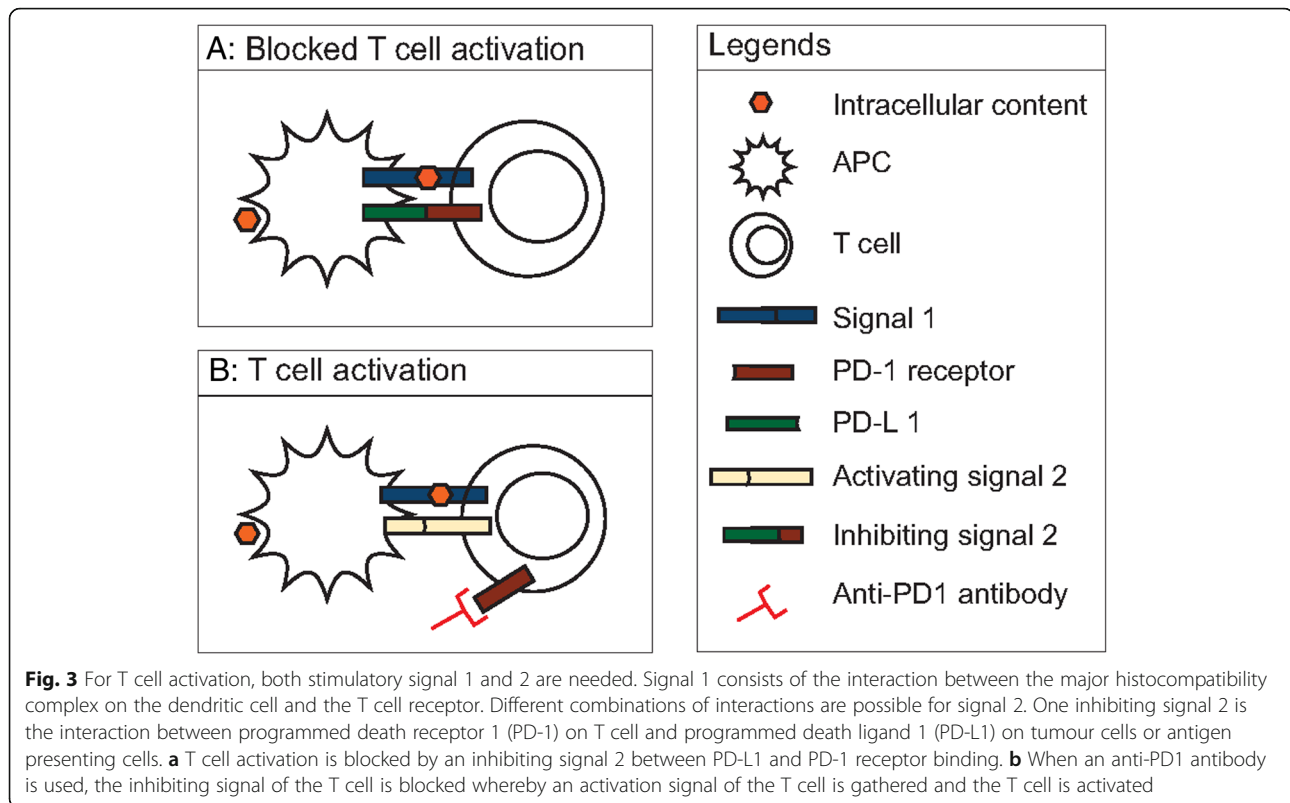 A: Blocked T cell activation
B: T cell activation
Legends
Intracellular content
APC
T cell
Signal 1
PD-1 receptor
PD-L 1
Activating signal 2
Inhibiting signal 2
Anti-PD1 antibody
Fig. 3 For T cell activation, both stimulatory signal 1 and 2 are needed. Signal 1 consists of the interaction between the major histocompatibility
complex on the dendritic cell and the T cell receptor. Different combinations of interactions are possible for signal 2. One inhibiting signal 2 is
the interaction between programmed death receptor 1 (PD-1) on T cell and programmed death ligand 1 (PD-L1) on tumour cells or antigen
presenting cells. a T cell activation is blocked by an inhibiting signal 2 between PD-L1 and PD-1 receptor binding. b When an anti-PD1 antibody
is used, the inhibiting signal of the T cell is blocked whereby an activation signal of the T cell is gathered and the T cell is activated